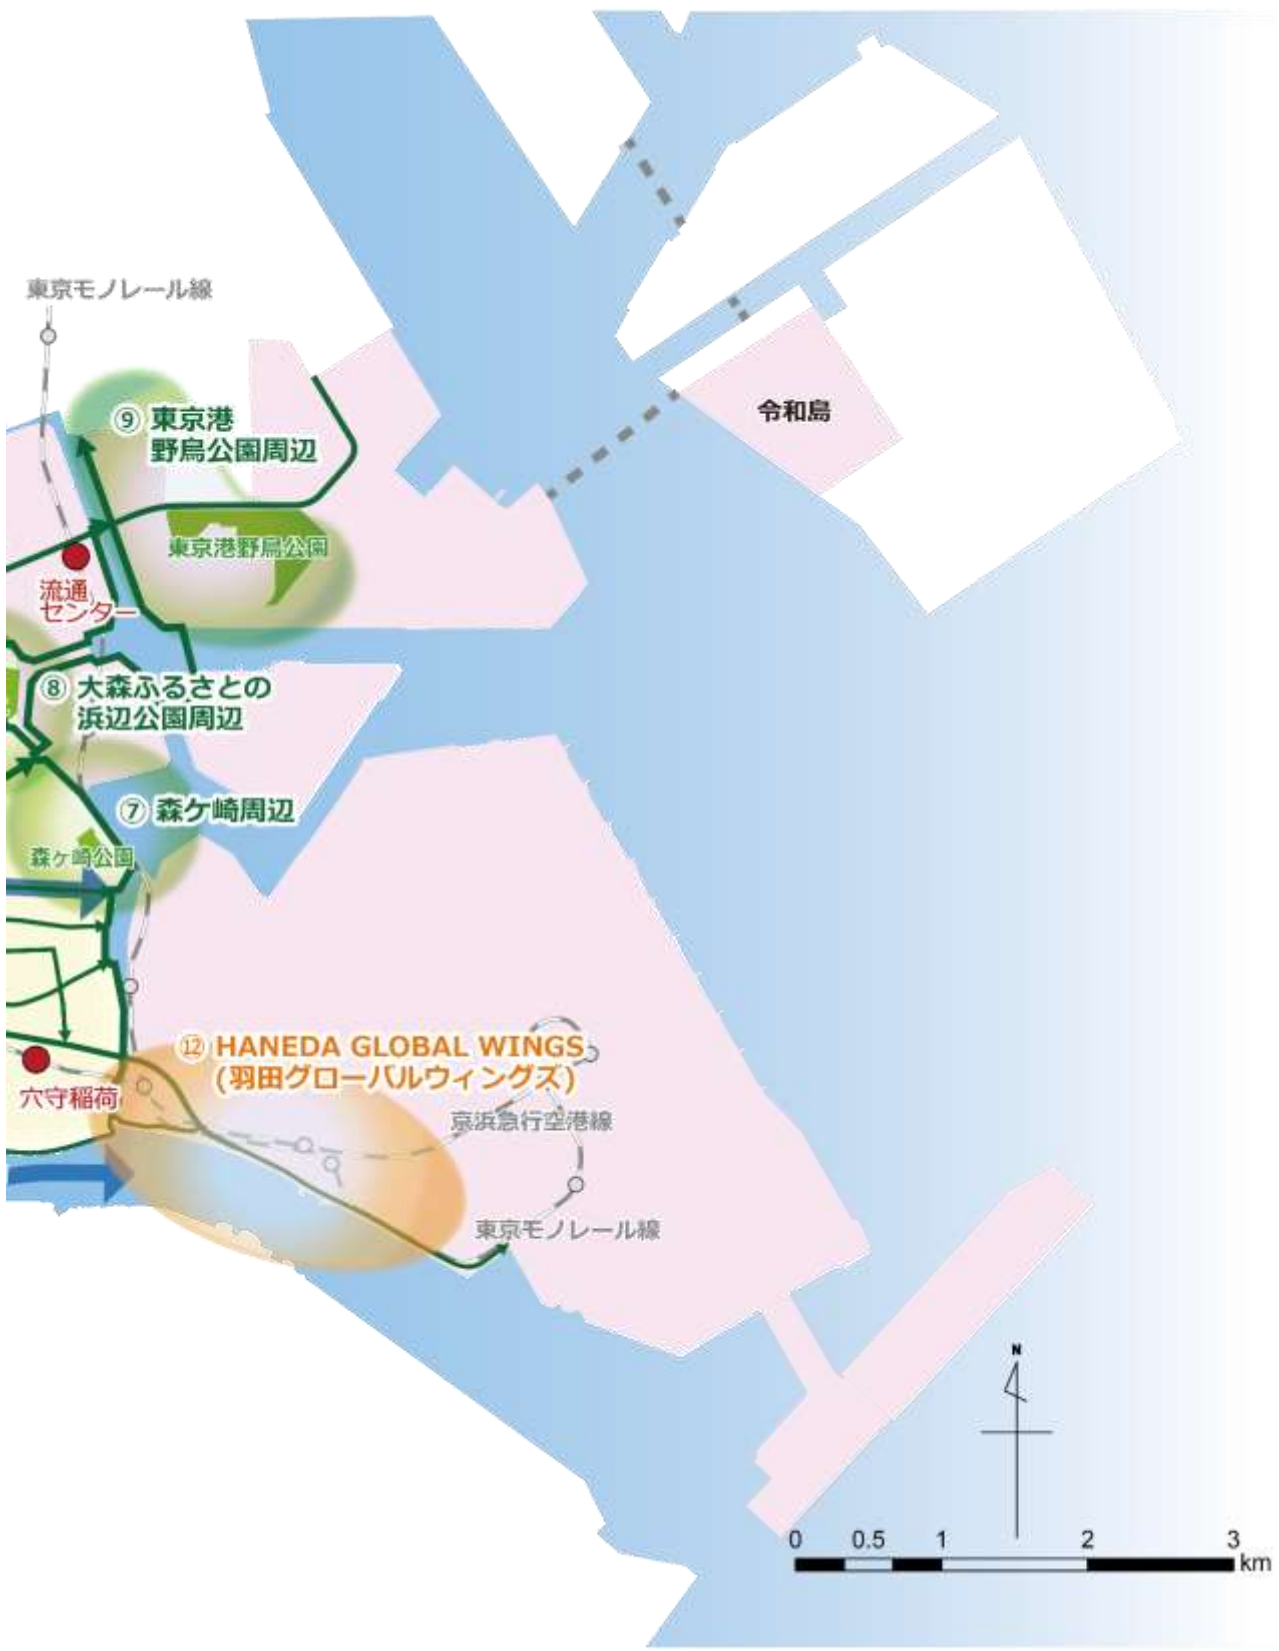 東京モノレール線
⑨ 東京港
野鳥公園周辺
令和島
東京港野鳥公園
流通
センター
⑧ 大森ふるさとの
浜辺公園周辺
⑦ 森ケ崎周辺
森ヶ崎公園
⑫ HANEDA GLOBAL WINGS
(羽田グローバルウィングズ)
穴守稲荷
京浜急行空港線
東京モノレール線
N
0 0.5 1 2 3
km